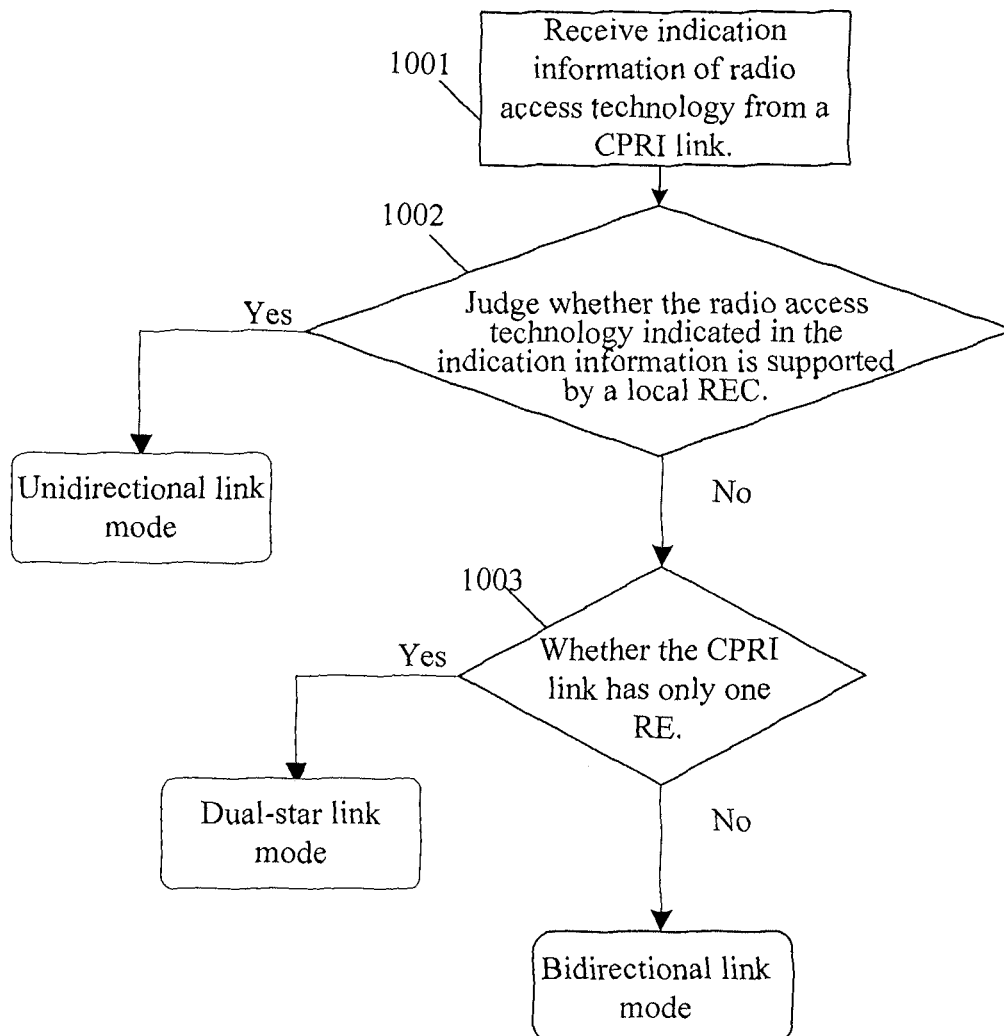 Receive indication
information of radio
access technology from a
CPRI link.
1001
1002
Judge whether the radio access
technology indicated in the
indication information is supported
by a local REC.
Yes
Unidirectional link
mode
No
1003
Whether the CPRI
link has only one
RE.
Yes
Dual-star link
mode
No
Bidirectional link
mode